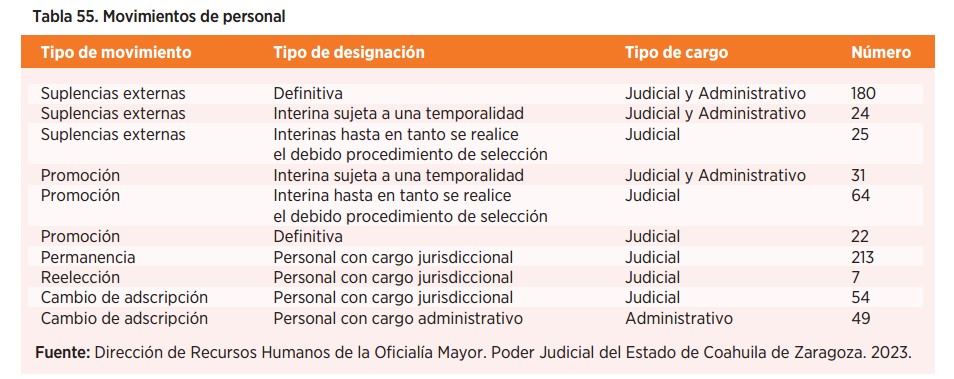 Tabla 55. Movimientos de personal
Tipo de movimiento Tipo de designación Tipo de cargo Número
Suplencias externas Definitiva Judicial y Administrativo 180
Suplencias externas Interina sujeta a una temporalidad Judicial y Administrativo 24
Suplencias externas Interinas hasta en tanto se realice Judicial 25
el debido procedimiento de selección
Promoción Interina sujeta a una temporalidad Judicial y Administrativo 31
Promoción Interina hasta en tanto se realice Judicial 64
el debido procedimiento de selección
Promoción Definitiva Judicial 22
Permanencia Personal con cargo jurisdiccional Judicial 213
Reelección Personal con cargo jurisdiccional Judicial 7
Cambio de adscripción Personal con cargo jurisdiccional Judicial 54
Cambio de adscripción Personal con cargo administrativo Administrativo 49
Fuente: Dirección de Recursos Humanos de la Oficialía Mayor. Poder Judicial del Estado de Coahuila de Zaragoza. 2023.